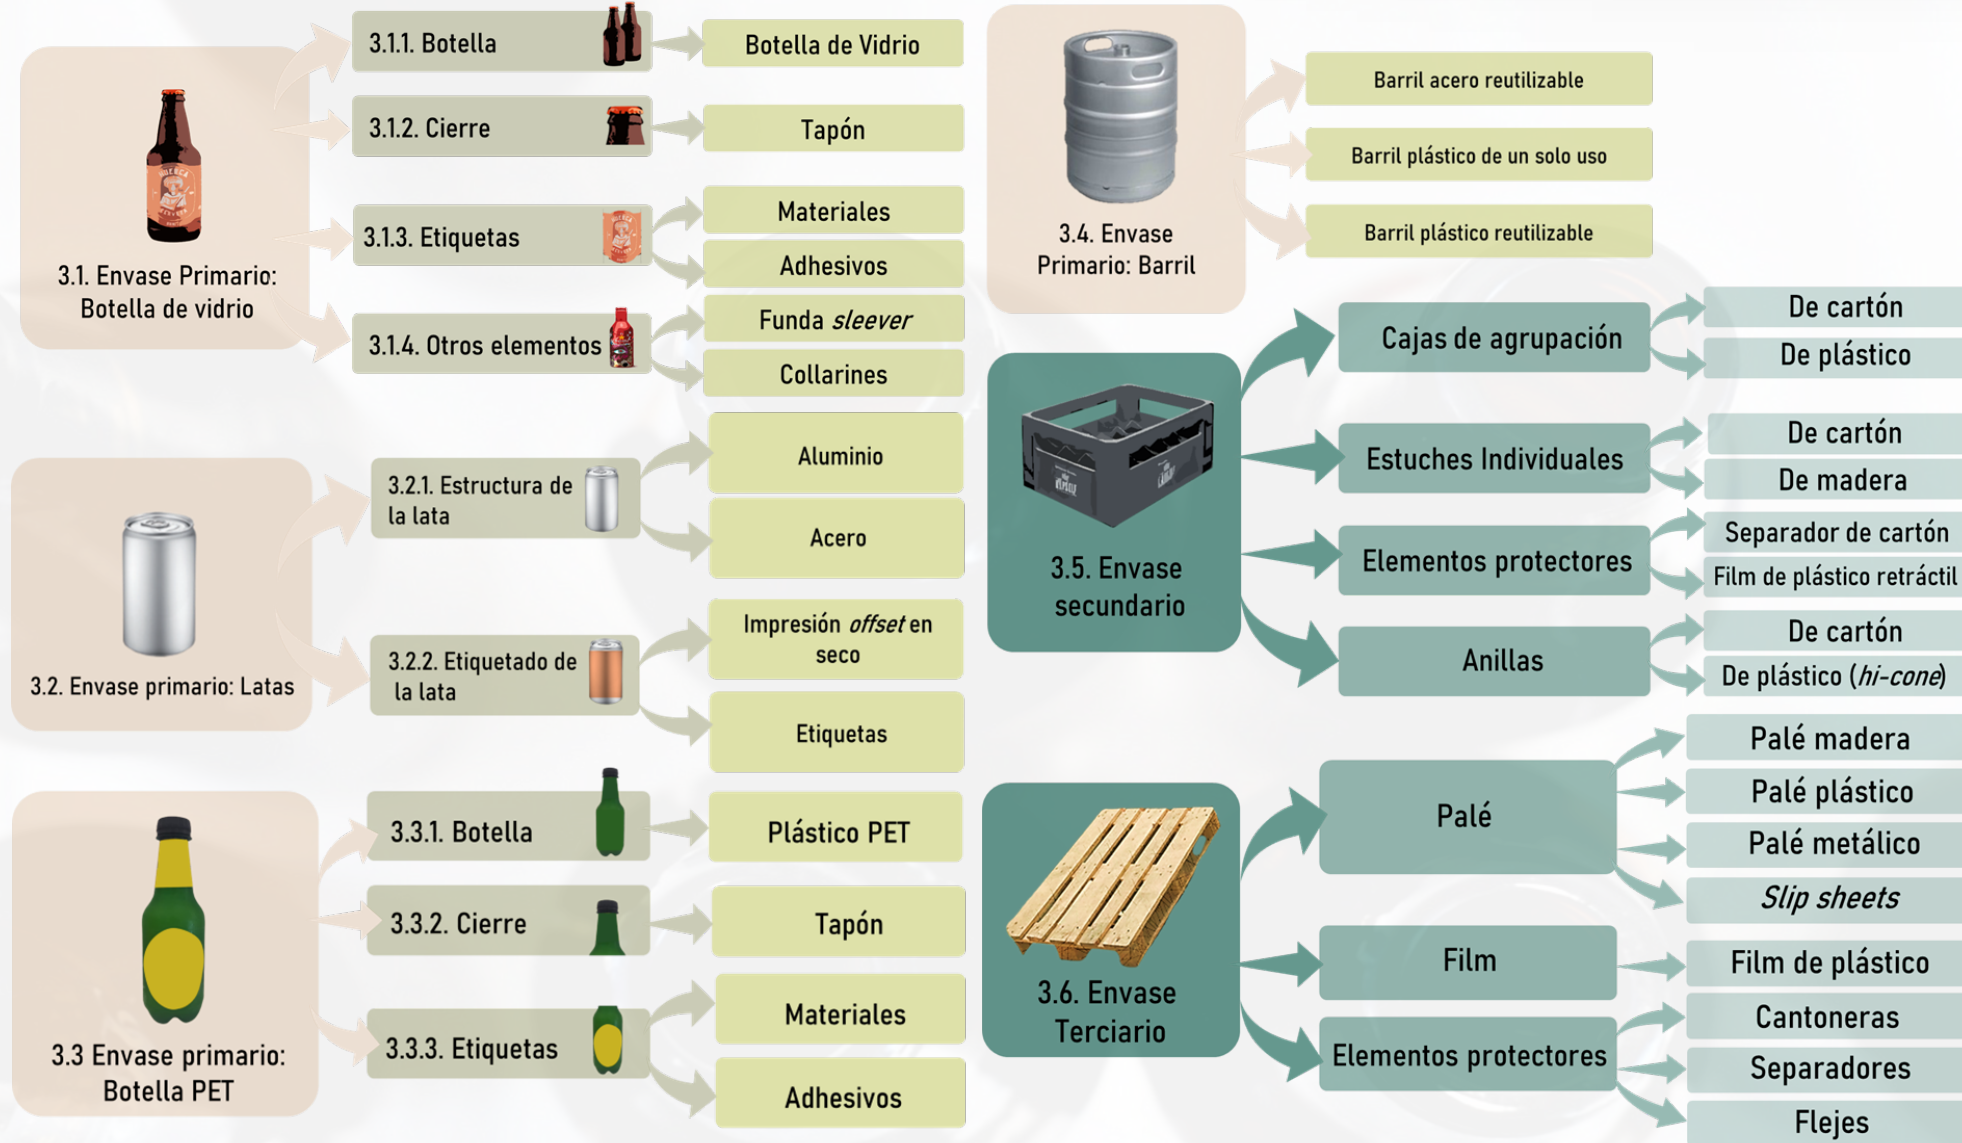 3.1. Envase Primario:
Botella de vidrio
3.1.1. Botella
Botella de Vidrio
3.1.2. Cierre
Tapón
3.1.3. Etiquetas
Materiales
Adhesivos
3.1.4. Otros elementos
Funda sleever
Collarines
3.2. Envase primario: Latas
3.2.1. Estructura de
la lata
Aluminio
Acero
3.2.2. Etiquetado de
la lata
Impresión offset en
seco
Etiquetas
3.3 Envase primario:
Botella PET
3.3.1. Botella
Plástico PET
3.3.2. Cierre
Tapón
3.3.3. Etiquetas
Materiales
Adhesivos
3.4. Envase
Primario: Barril
Barril acero reutilizable
Barril plástico de un solo uso
Barril plástico reutilizable
3.5. Envase
secundario
Cajas de agrupación
De cartón
De plástico
Estuches Individuales
De cartón
De madera
Elementos protectores
Separador de cartón
Film de plástico retráctil
Anillas
De cartón
De plástico (hi-cone)
3.6. Envase
Terciario
Palé
Palé madera
Palé plástico
Palé metálico
Slip sheets
Film
Film de plástico
Elementos protectores
Cantoneras
Separadores
Flejes